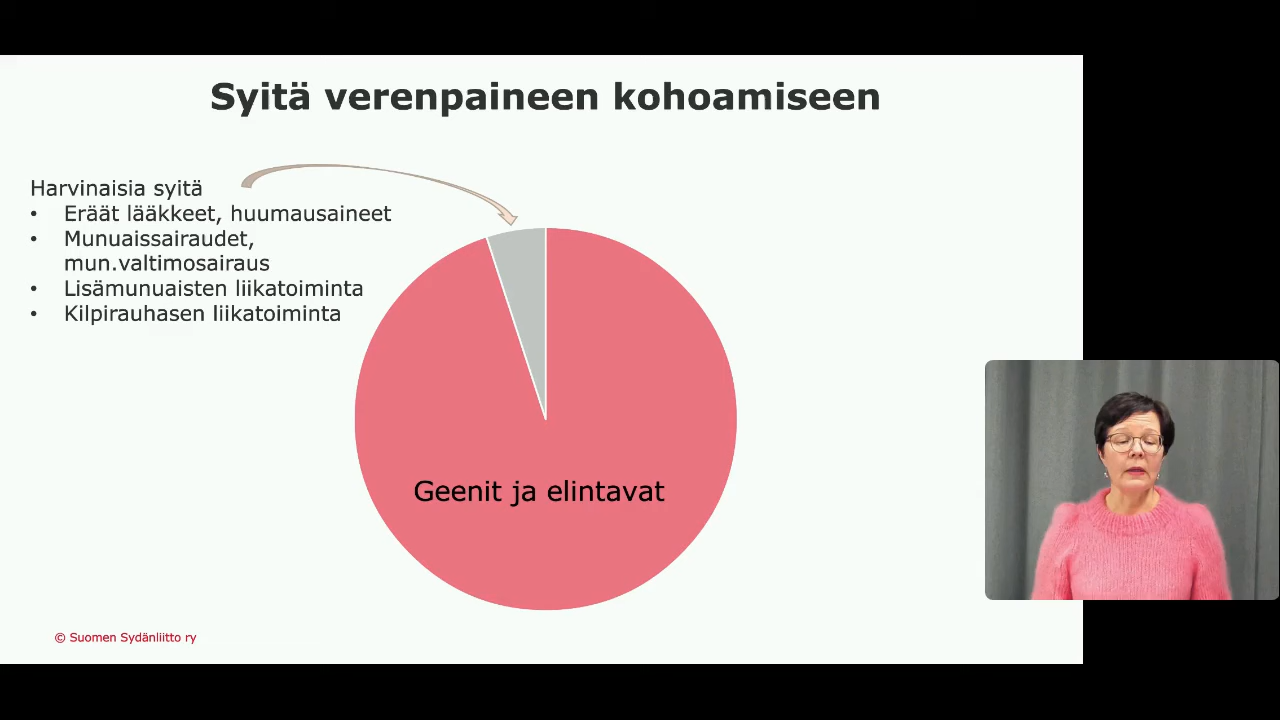 Syitä verenpaineen kohoamiseen
Harvinaisia syitä
• Eräät lääkkeet, huumausaineet
• Munuaissairaudet,
mun.valtimosairaus
• Lisämunuaisten liikatoiminta
• Kilpirauhasen liikatoiminta
Geenit ja elintavat
© Suomen Sydänliitto ry